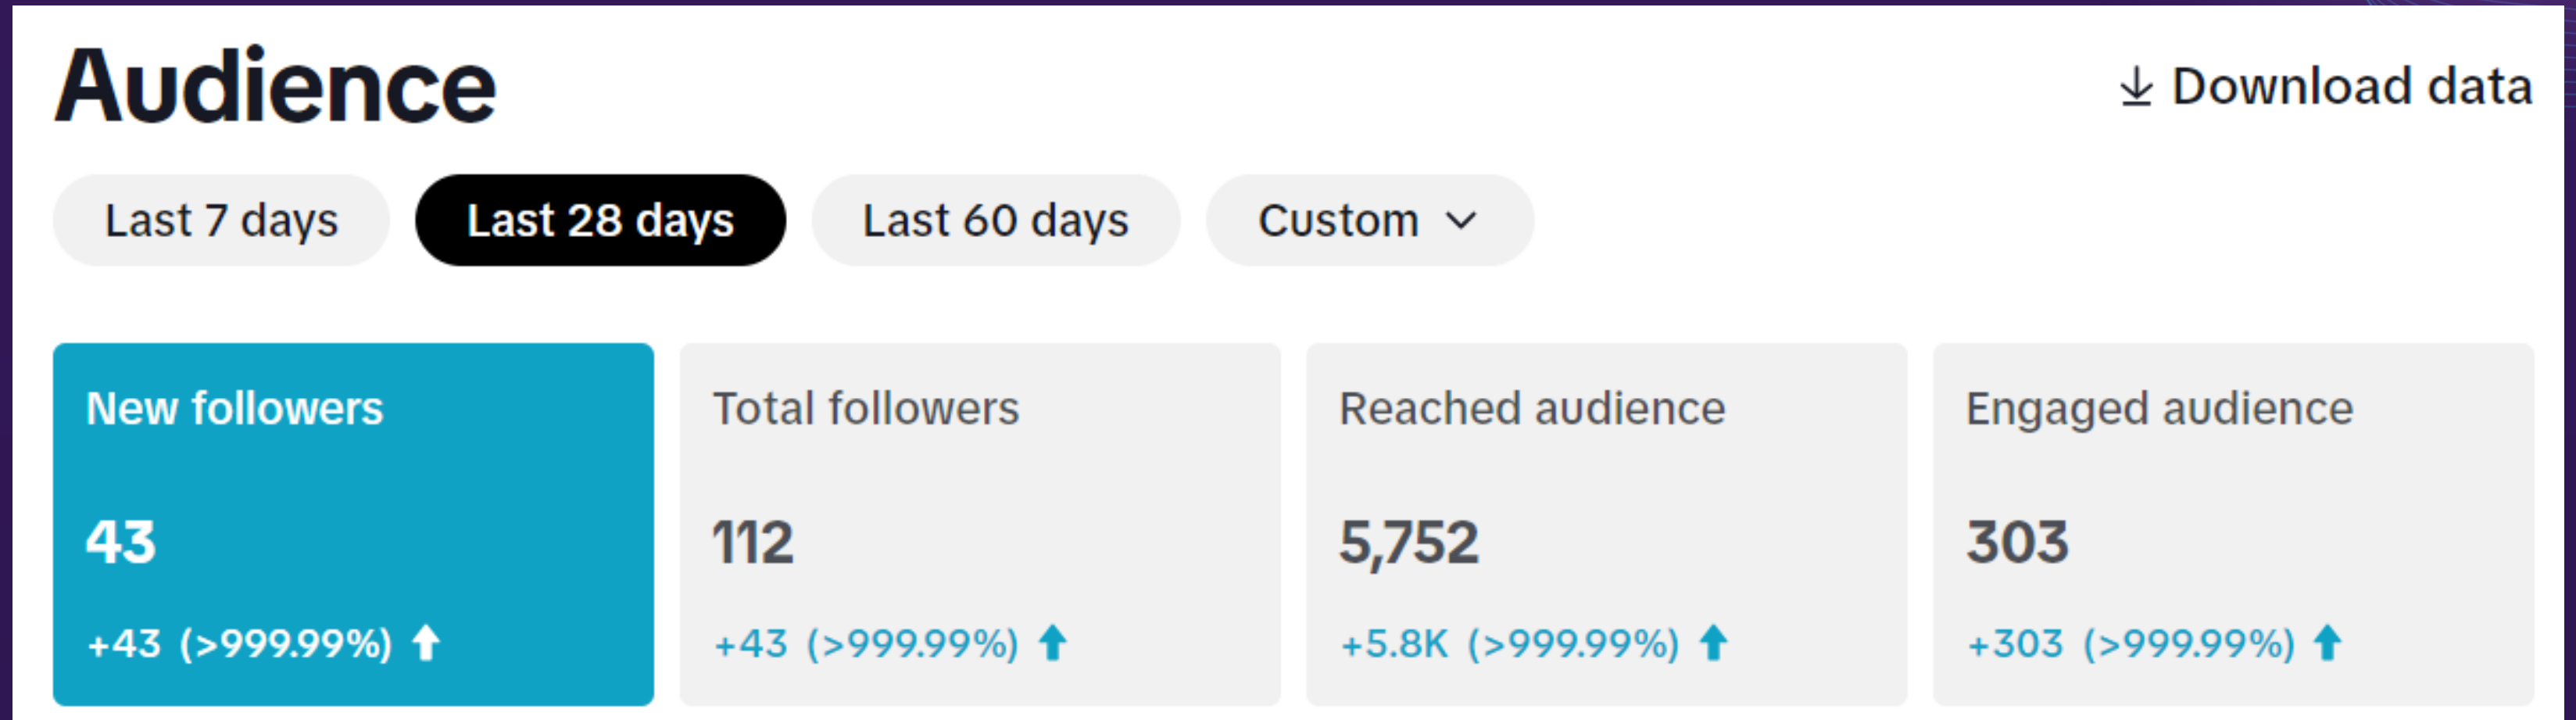 Audience
Download data
Last 7 days
Last 28 days
Last 60 days
Custom
New followers
Total followers
Reached audience
Engaged audience
43
112
5,752
303
+43 (>999.99%)
+43 (>999.99%)
+5.8K (>999.99%)
+303 (>999.99%)